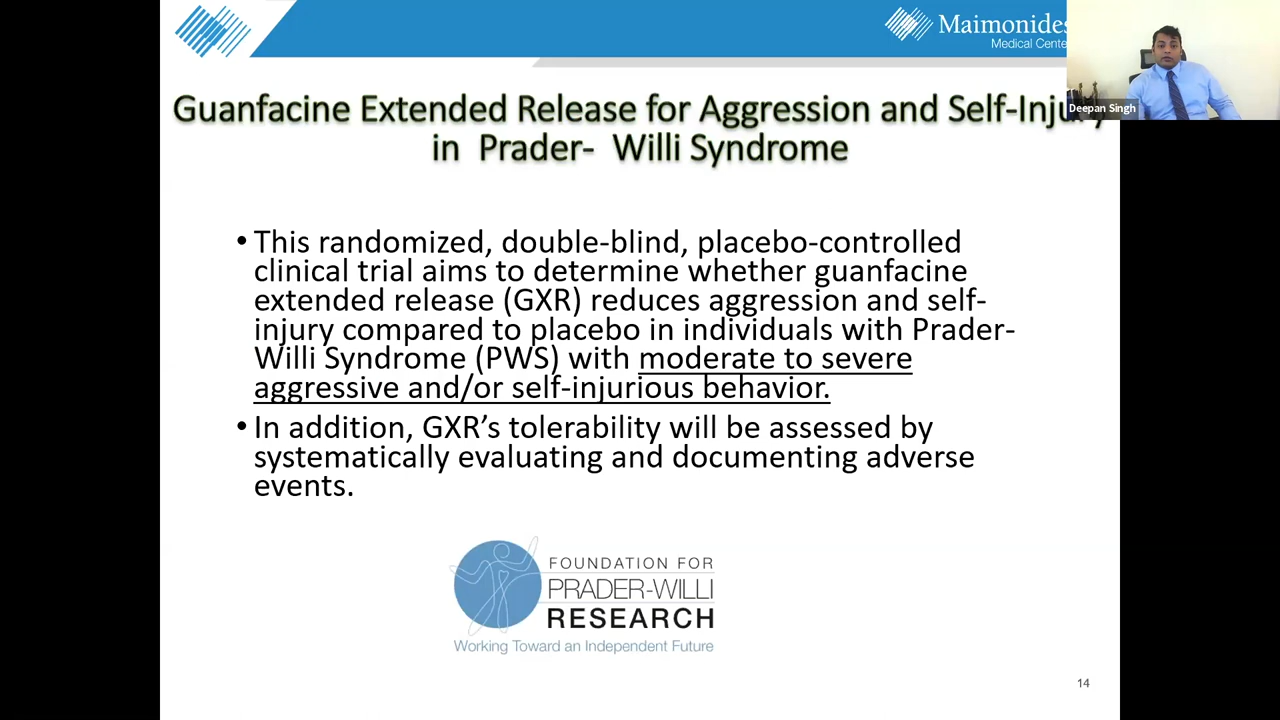 Maimonides
Medical Center
Deepan Singh
Guanfacine Extended Release for Aggression and Self-Injury
in Prader- Willi Syndrome
• This randomized, double-blind, placebo-controlled
clinical trial aims to determine whether guanfacine
extended release (GXR) reduces aggression and self-
injury compared to placebo in individuals with Prader-
Willi Syndrome (PWS) with moderate to severe
aggressive and/or self-injurious behavior.
• In addition, GXR’s tolerability will be assessed by
systematically evaluating and documenting adverse
events.
FOUNDATION FOR
PRADER-WILLI
RESEARCH
Working Toward an Independent Future
14